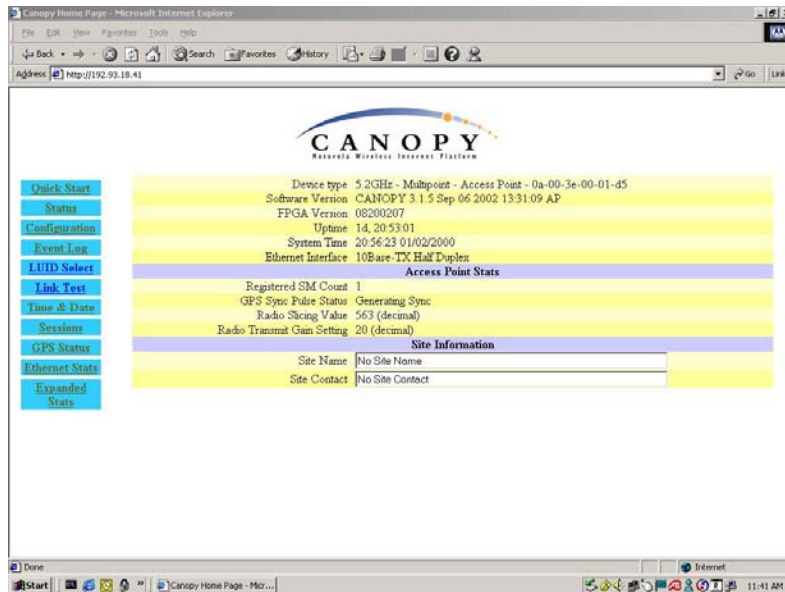 Canopy Home Page - Microsoft Internet Explorer
File Edit View Favorites Tools Help
Back Search Favorites History
Address http://192.93.18.41 Go
CANOPY
Motorola Wireless Internet Platform
Quick Start
Status
Configuration
Event Log
LUID Select
Link Test
Time & Date
Sessions
GPS Status
Ethernet Stats
Expanded
Stats
Device type 5.2GHz - Multipoint - Access Point - 0a-00-3e-00-01-d5
Software Version CANOPY 3.1.5 Sep 06 2002 13:31:09 AP
FPGA Version 08200207
Uptime 1d, 20:53:01
System Time 20:56:23 01/02/2000
Ethernet Interface 10Base-TX Half Duplex
Access Point Stats
Registered SM Count 1
GPS Sync Pulse Status Generating Sync
Radio Slicing Value 563 (decimal)
Radio Transmit Gain Setting 20 (decimal)
Site Information
Site Name No Site Name
Site Contact No Site Contact
Done Internet
Start Canopy Home Page - Micr... 11:41 AM